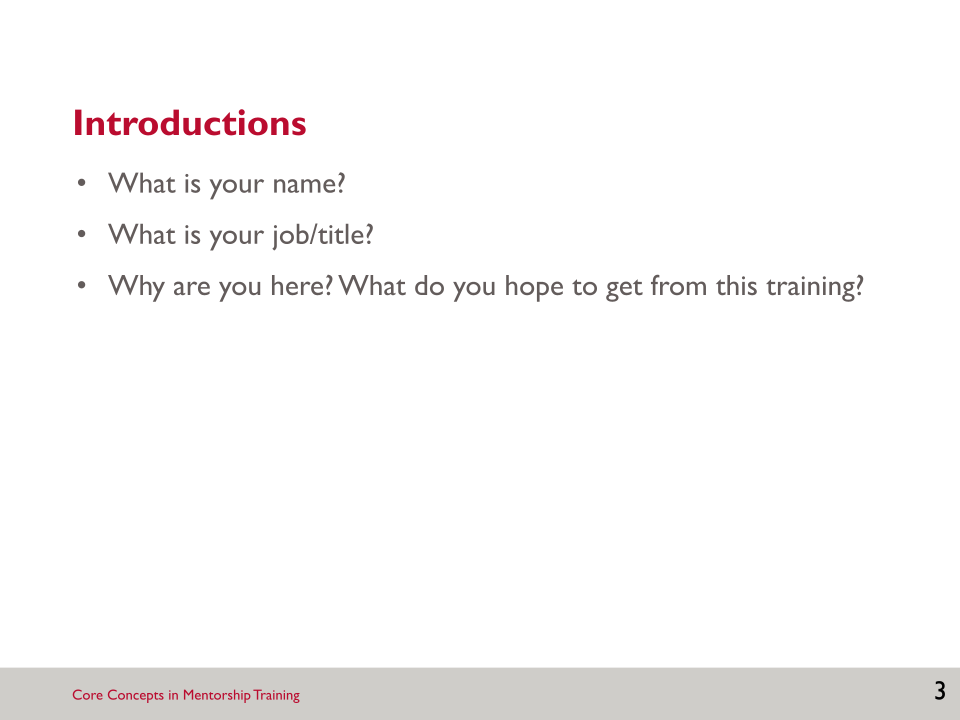 Introductions
• What is your name?
• What is your job/title?
• Why are you here? What do you hope to get from this training?
Core Concepts in Mentorship Training
3